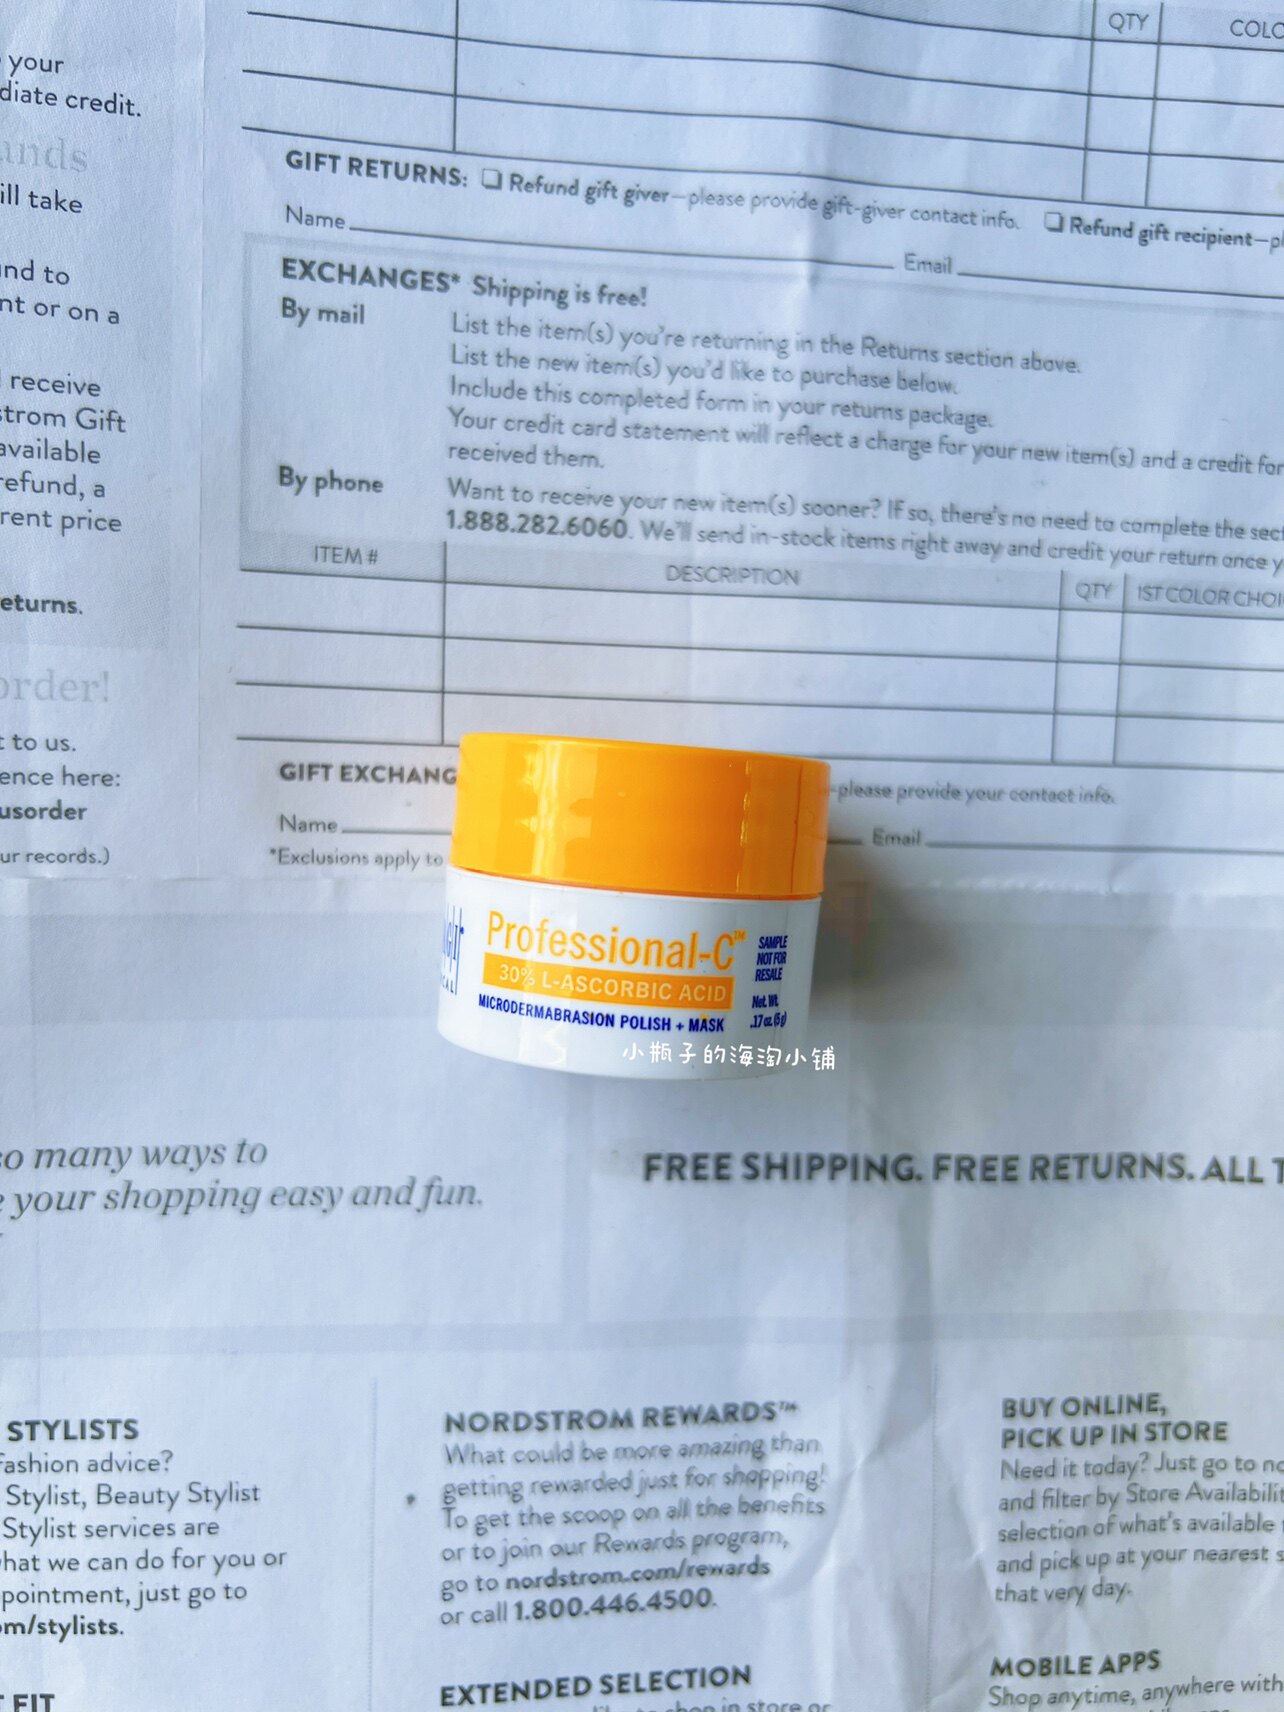 your
diate credit.
ands
ill take
nd to
nt or on a
receive
strom Gift
available
refund, a
rent price
eturns.
order!
t to us.
ence here:
usorder
ur records.)
QTY
COLO
GIFT RETURNS: ❏ Refund gift giver—please provide gift-giver contact info. ❏ Refund gift recipient—pl
Name
Email
EXCHANGES* Shipping is free!
By mail
List the item(s) you're returning in the Returns section above.
List the new item(s) you'd like to purchase below.
Include this completed form in your returns package.
Your credit card statement will reflect a charge for your new item(s) and a credit for
received them.
By phone
Want to receive your new item(s) sooner? If so, there's no need to complete the sect
1.888.282.6060. We'll send in-stock items right away and credit your return once y
ITEM #
DESCRIPTION
QTY
1ST COLOR CHOI
GIFT EXCHANG
-please provide your contact info.
Name
Email
*Exclusions apply to
Professional-C™
30% L-ASCORBIC ACID
MICRODERMABRASION POLISH + MASK
SAMPLE
NOT FOR
RESALE
Net. Wt.
.17 oz. (5g)
小瓶子的海淘小铺
so many ways to
e your shopping easy and fun.
FREE SHIPPING. FREE RETURNS. ALL T
STYLISTS
fashion advice?
Stylist, Beauty Stylist
Stylist services are
hat we can do for you or
pointment, just go to
m/stylists.
T FIT
NORDSTROM REWARDS™
What could be more amazing than
getting rewarded just for shopping!
To get the scoop on all the benefits
or to join our Rewards program,
go to nordstrom.com/rewards
or call 1.800.446.4500.
EXTENDED SELECTION
to shop in store or
BUY ONLINE,
PICK UP IN STORE
Need it today? Just go to no
and filter by Store Availabilit
selection of what's available
and pick up at your nearest s
that very day.
MOBILE APPS
Shop anytime, anywhere with